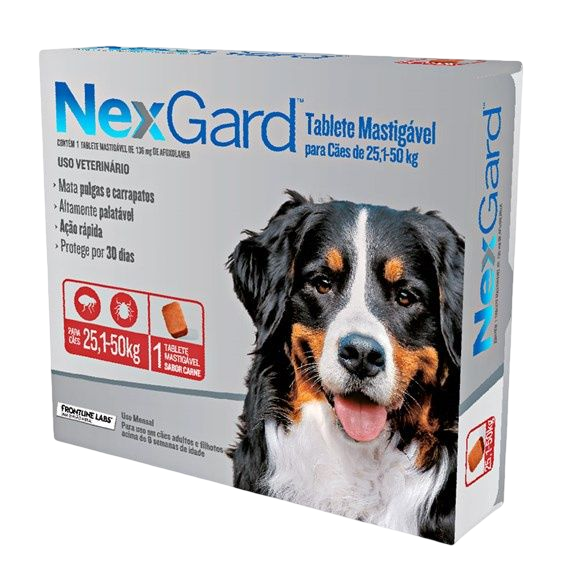 NexGard™
Tablete Mastigável
para Cães de 25,1-50 kg
CONTÉM 1 TABLETE MASTIGÁVEL DE 136 mg DE AFOXOLANER
USO VETERINÁRIO
› Mata pulgas e carrapatos
› Altamente palatável
› Ação rápida
› Protege por 30 dias
PARA CÃES 25,1-50kg
1 TABLETE
MASTIGÁVEL
SABOR CARNE
FRONTLINE LABS™
Uso Mensal
Para uso em cães adultos e filhotes
acima de 8 semanas de idade
NexGard™
25,1-50kg